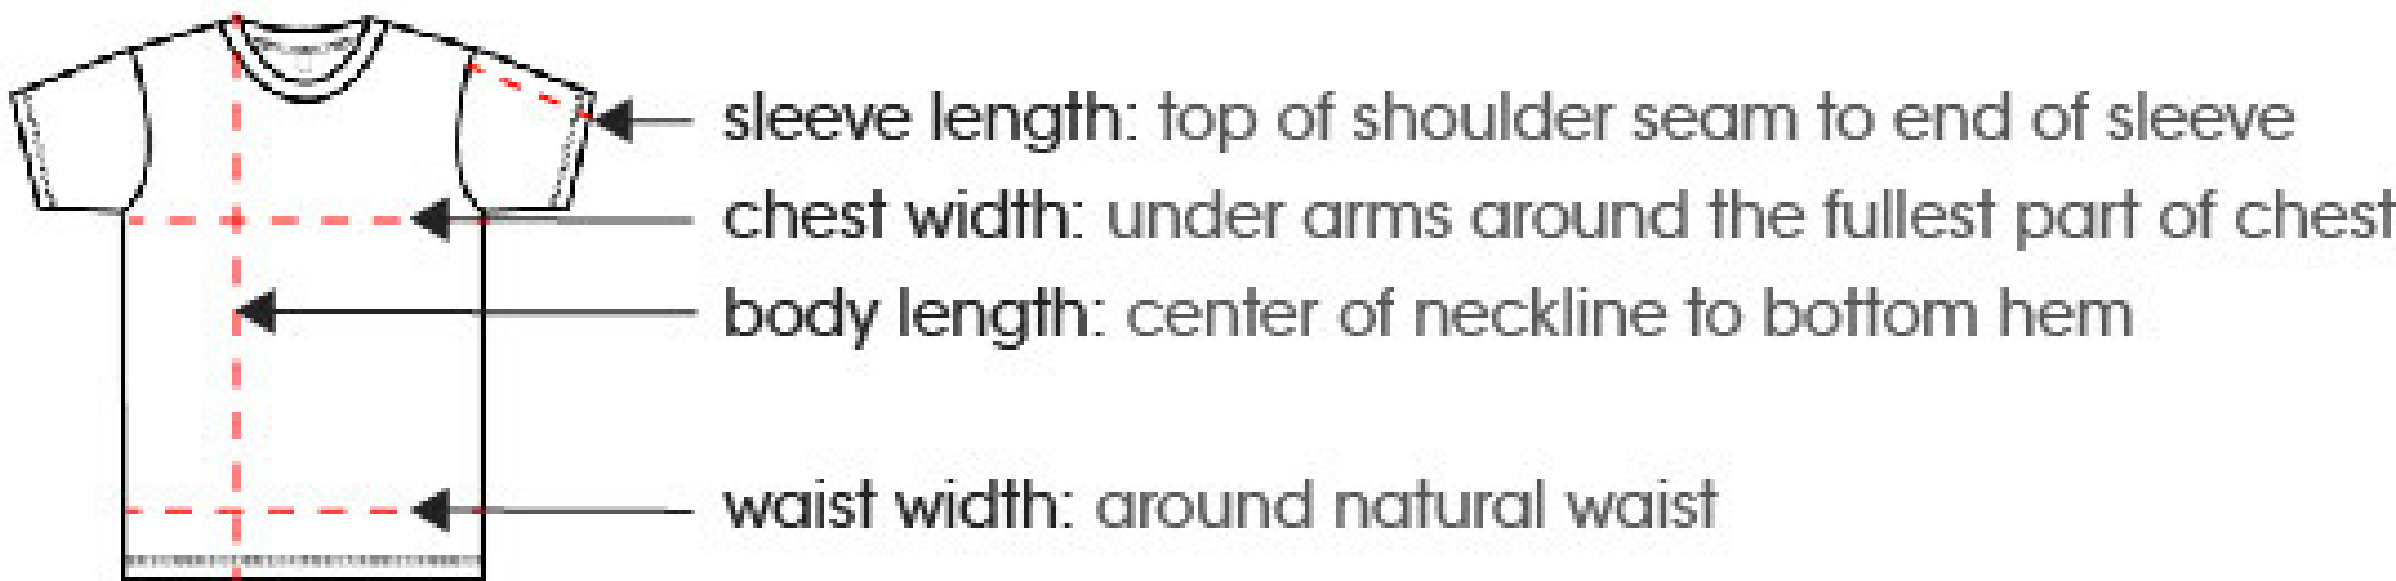 sleeve length: top of shoulder seam to end of sleeve
chest width: under arms around the fullest part of chest
body length: center of neckline to bottom hem
waist width: around natural waist